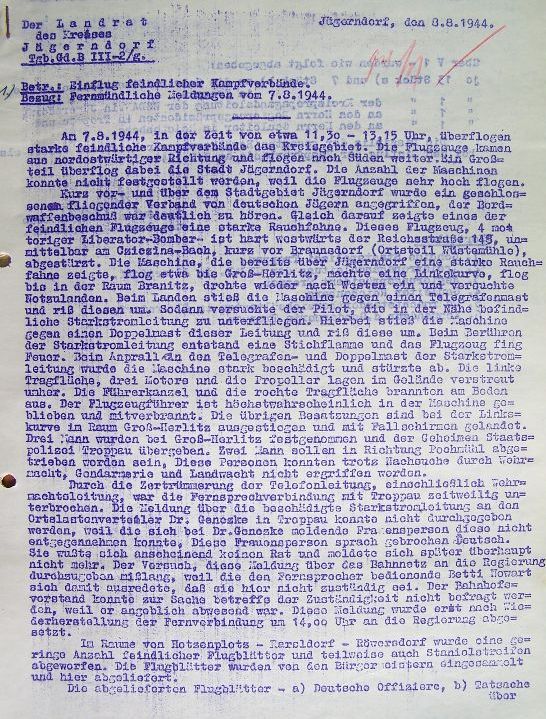 Der Landrat
des Kreises
Jägerndorf
Tgb.Gd.B III-2/g.
Jägerndorf, den 8.8.1944.
1)
Betr.: Einflug feindlicher Kampfverbände.
Bezug: Fernmündliche Meldungen vom 7.8.1944.
Am 7.8.1944, in der Zeit von etwa 11,30 - 13,15 Uhr, überflogen
starke feindliche Kampfverbände das Kreisgebiet. Die Flugzeuge kamen
aus nordostwärtiger Richtung und flogen nach Süden weiter. Ein Groß-
teil überflog dabei die Stadt Jägerndorf. Die Anzahl der Maschinen
konnte nicht festgestellt werden, weil die Flugzeuge sehr hoch flogen.
Kurz vor- und über dem Stadtgebiet Jägerndorf wurde ein geschlos-
sener fliegender Verband von deutschen Jägern angegriffen, der Bord-
waffenbeschuß war deutlich zu hören. Gleich darauf zeigte eines der
feindlichen Flugzeuge eine starke Rauchfahne. Dieses Flugzeug, 4 mo-
toriger Liberator-Bomber- ist hart westwärts der Reichsstraße 148, un-
mittelbar am Bach, kurz vor Braunsdorf (Ortsteil Wüstemühle),
abgestürzt. Die Maschine, die bereits über Jägerndorf eine starke Rauch-
fahne zeigte, flog etwa bis Groß-Herlitz, machte eine Linkskurve, flog
bis in der Raum Branitz, drehte wieder nach Westen ein und versuchte
Notzulanden. Beim Landen stieß die Maschine gegen einen Telegrafenmast
und riß diesen um. Sodann versuchte der Pilot, die in der Nähe befind-
liche Starkstromleitung zu unterfliegen. Hierbei stieß die Maschine
gegen einen Doppelmast dieser Leitung und riß diese um. Beim Berühren
der Starkstromleitung entstand eine Stichflamme und das Flugzeug fing
Feuer. Beim Anprall an den Telegrafen- und Doppelmast der Starkstrom-
leitung wurde die Maschine stark beschädigt und stürzte ab. Die linke
Tragfläche, drei Motore und die Propeller lagen im Gelände verstreut
umher. Die Führerkanzel und die rechte Tragfläche brannten am Boden
aus. Der Flugzeugführer ist höchstwahrscheinlich in der Maschine ge-
blieben und mitverbrannt. Die übrigen Besatzungen sind bei der Links-
kurve in Raum Groß-Herlitz ausgestiegen und mit Fallschirmen gelandet.
Drei Mann wurden bei Groß-Herlitz festgenommen und der Geheimen Staats-
polizei Troppau übergeben. Zwei Mann sollen in Richtung Pochmühl abge-
trieben worden sein, Diese Personen konnten trotz Nachsuche durch Wehr-
macht, Gendarmerie und Landwacht nicht ergriffen werden.
Durch die Zertrümmerung der Telefonleitung, einschließlich Wehr-
machtsleitung, war die Fernsprechverbindung mit Troppau zeitweilig un-
terbrochen. Die Meldung über die beschädigte Starkstromleitung an den
Ortslastenverteiler Dr. in Troppau konnte nicht durchgegeben
werden, weil die sich bei Dr. meldende Frauensperson diese nicht
entgegennehmen konnte, Diese Frauensperson sprach gebrochen Deutsch.
Sie wußte sich anscheinend keinen Rat und meldete sich später überhaupt
nicht mehr. Der Versuch, diese Meldung über das Bahnnetz an die Regierung
durchzugeben mißlang, weil die den Fernsprecher bedienende Betti Nowart
sich damit ausredete, daß sie hier nicht zuständig sei. Der Bahnhofs-
vorstand konnte zur Sache betreffs der Zuständigkeit nicht befragt wer-
den, weil er angeblich abwesend war. Diese Meldung wurde erst nach Wie-
derherstellung der Fernverbindung um 14,00 Uhr an die Regierung abge-
setzt.
Im Raume von Hotzenplotz - Karlsdorf - Röwersdorf wurde eine ge-
ringe Anzahl feindlicher Flugblätter und teilweise auch Staniolstreifen
abgeworfen. Die Flugblätter wurden von den Bürgermeistern eingesammelt
und hier abgeliefert.
Die abgelieferten Flugblätter - a) Deutsche Offiziere, b) Tatsache
über